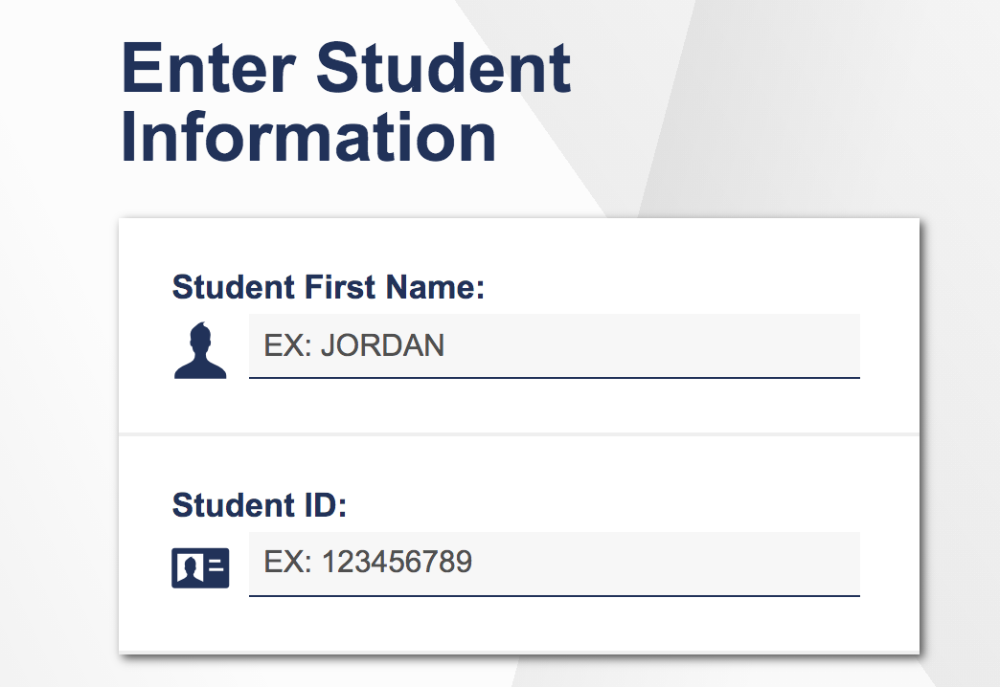 Enter Student
Information
Student First Name:
EX: JORDAN
Student ID:
EX: 123456789